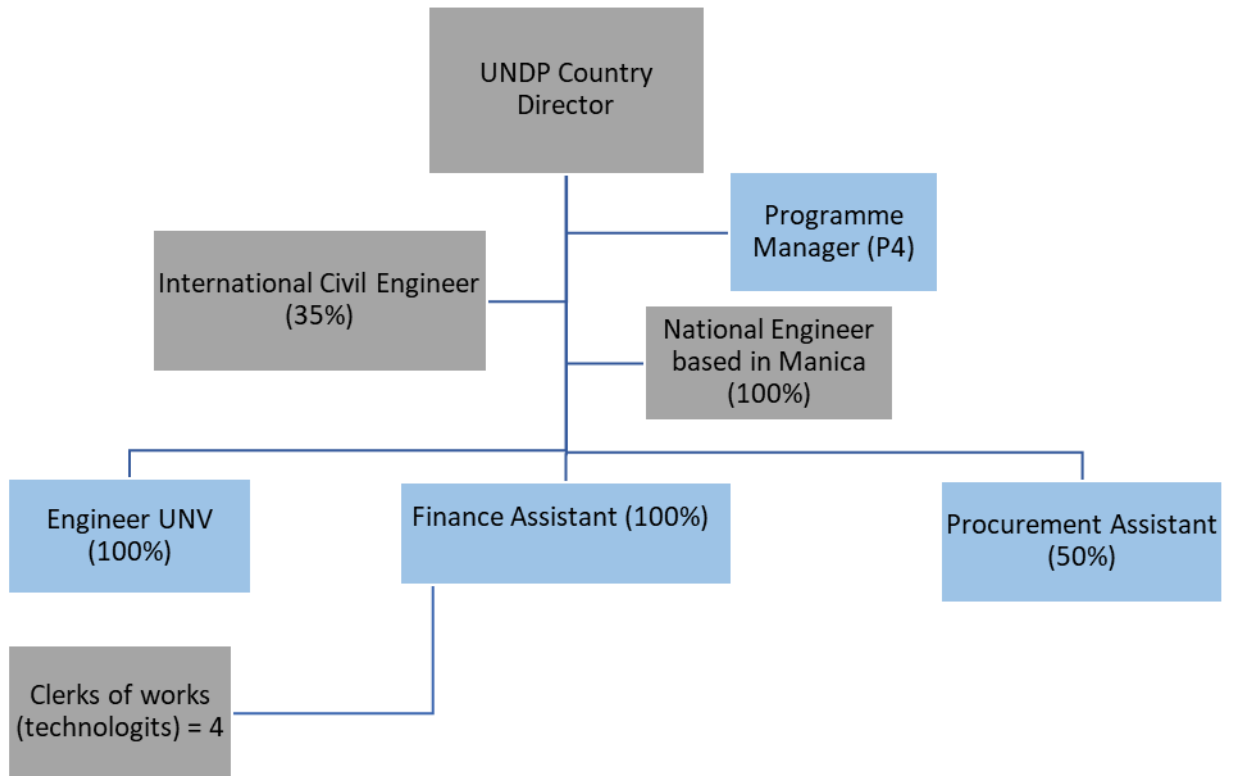 UNDP Country
Director
Programme
Manager (P4)
International Civil Engineer
(35%)
National Engineer
based in Manica
(100%)
Engineer UNV
(100%)
Finance Assistant (100%)
Procurement Assistant
(50%)
Clerks of works
(technologits) = 4